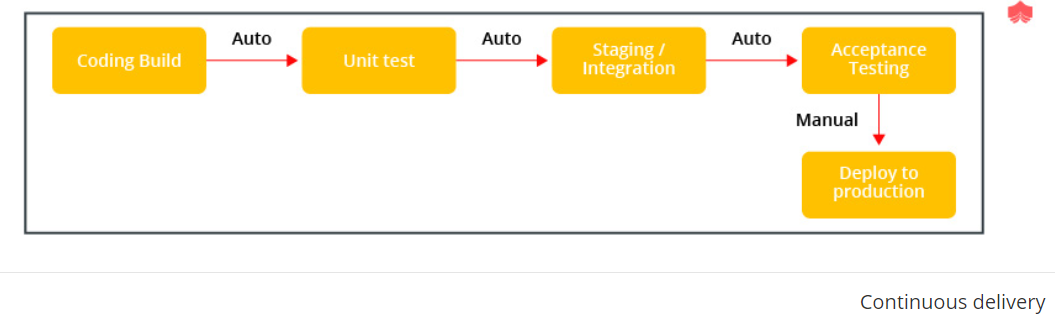 Auto
Auto
Auto
Coding Build
Unit test
Staging /
Integration
Acceptance
Testing
Manual
Deploy to
production
Continuous delivery